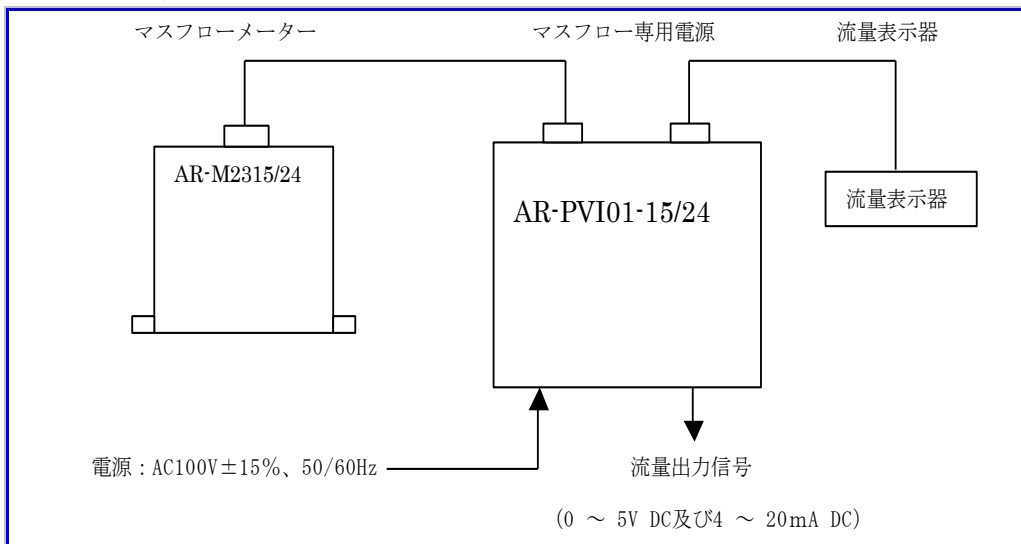 マスフローメーター
マスフロー専用電源
流量表示器
AR-M2315/24
AR-PVI01-15/24
流量表示器
電源：AC100V±15%、50/60Hz
流量出力信号
(0 ～ 5V DC及び4 ～ 20mA DC)